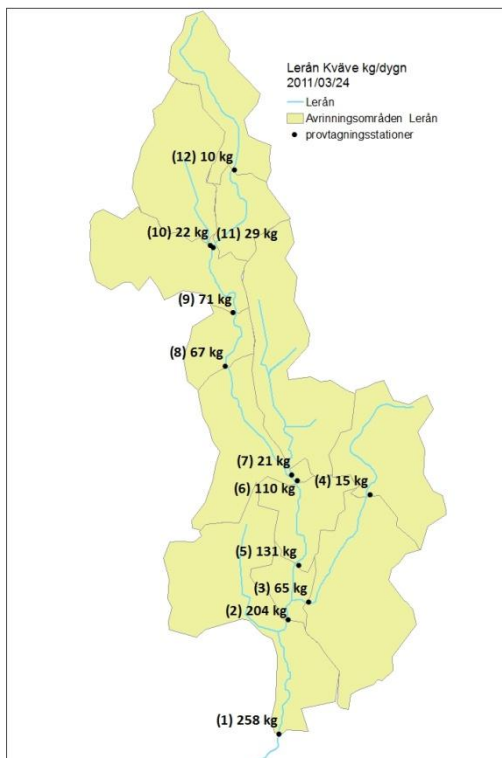 Lerån Kväve kg/dygn
2011/03/24
Lerån
Avrinningsområden Lerån
provtagningsstationer
(12) 10 kg
(10) 22 kg
(11) 29 kg
(9) 71 kg
(8) 67 kg
(7) 21 kg
(4) 15 kg
(6) 110 kg
(5) 131 kg
(3) 65 kg
(2) 204 kg
(1) 258 kg